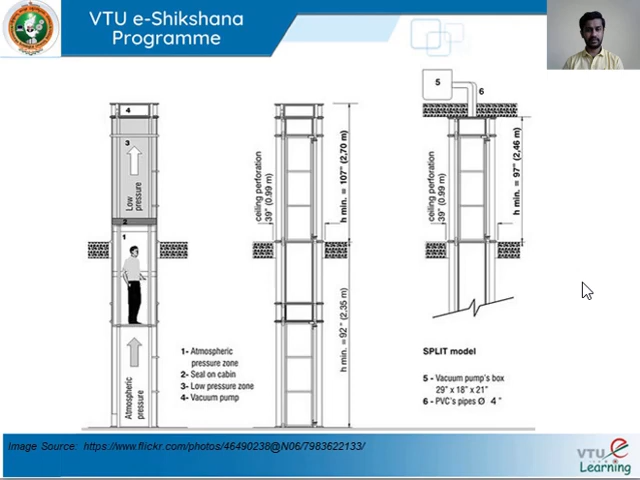 VTU e-Shikshana
Programme
4
3
Low
pressure
2
1
Atmospheric
pressure
1- Atmospheric
pressure zone
2- Seal on cabin
3- Low pressure zone
4- Vacuum pump
ceiling perforation
39" (0.99 m)
h min. = 107" (2,70 m)
h min. = 92" (2,35 m)
5
6
ceiling perforation
39" (0.99 m)
h min. = 97" (2,46 m)
SPLIT model
5 - Vacuum pump's box
29" x 18" x 21"
6 - PVC's pipes Ø 4 "
Image Source: https://www.flickr.com/photos/46490238@N06/7983622133/
VTU e
Learning